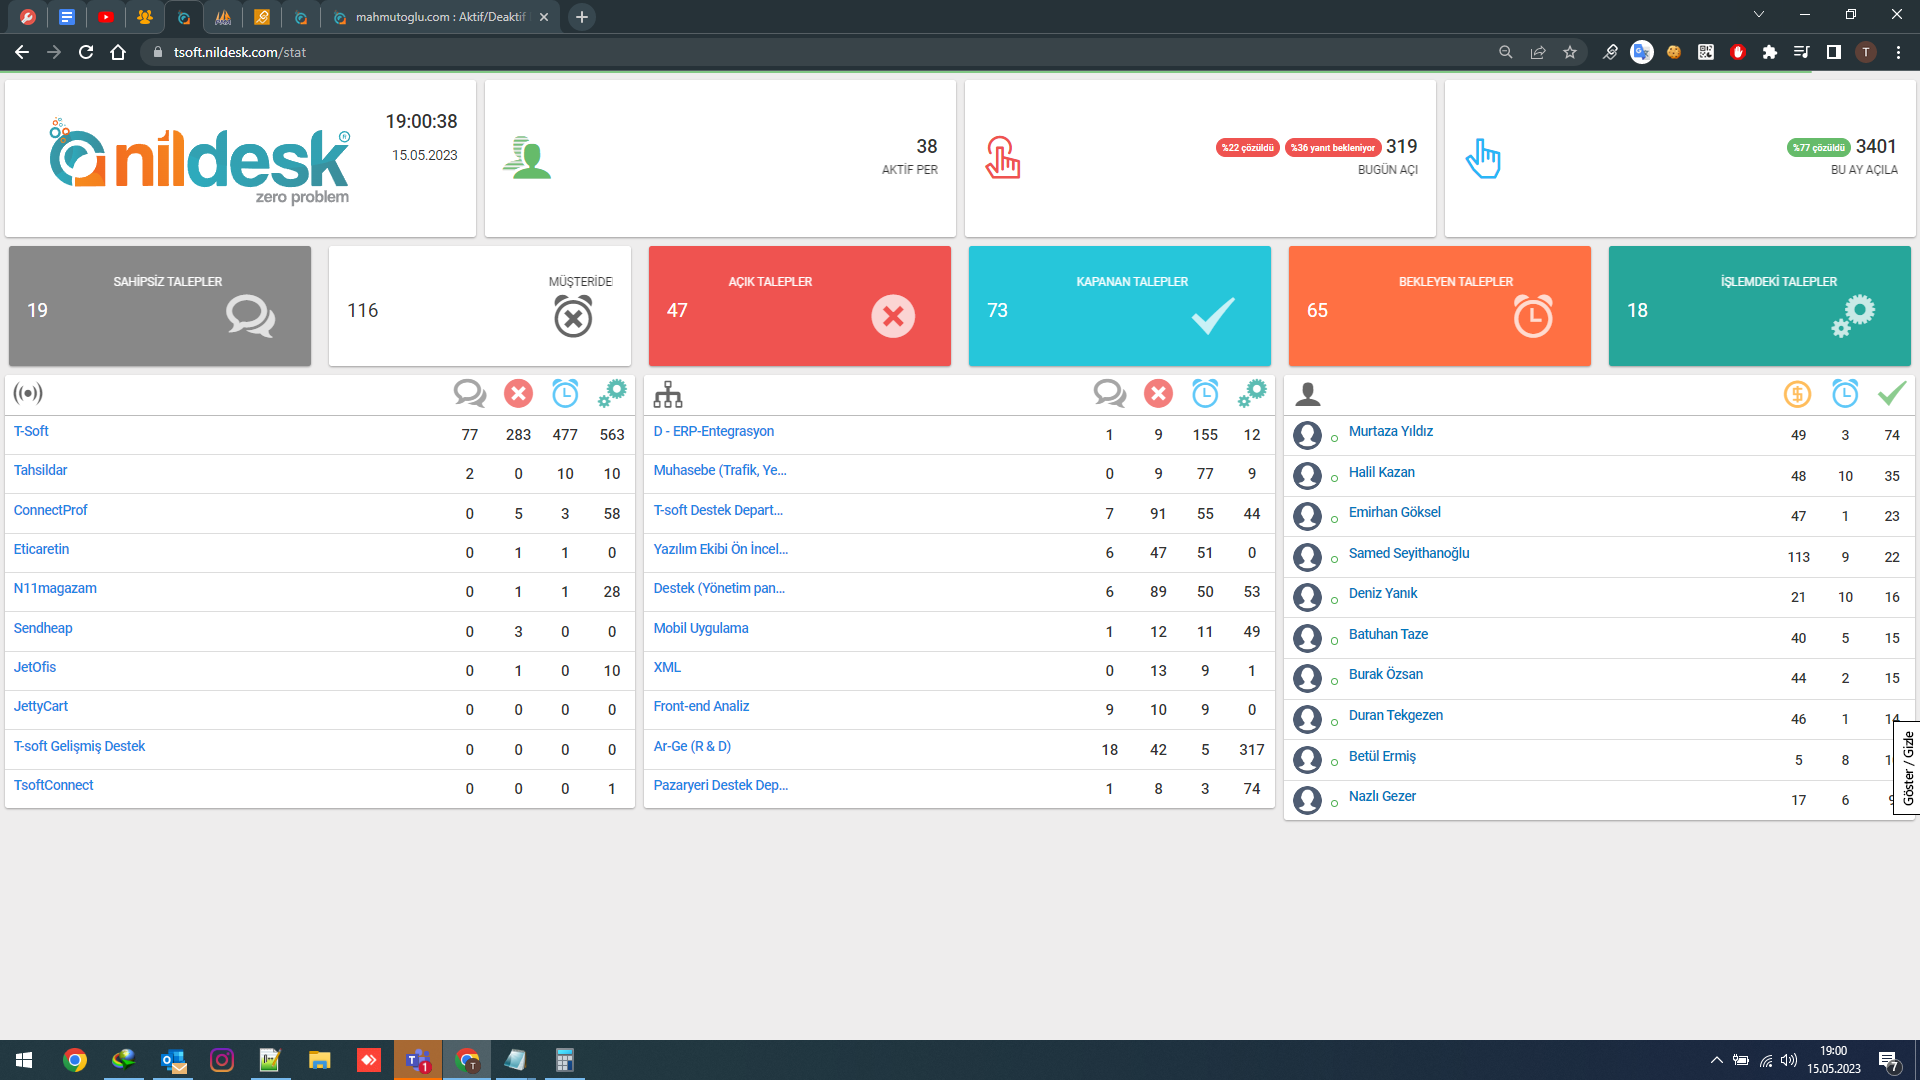 mahmutoglu.com : Aktif/Deaktif
tsoft.nildesk.com/stat
T
nildesk
zero problem
19:00:38
15.05.2023
38
AKTİF PER
%22 çözüldü %36 yanıt bekleniyor 319
BUGÜN AÇI
%77 çözüldü 3401
BU AY AÇILA
SAHİPSİZ TALEPLER
19
MÜŞTERİDE
116
AÇIK TALEPLER
47
KAPANAN TALEPLER
73
BEKLEYEN TALEPLER
65
İŞLEMDEKİ TALEPLER
18
T-Soft 77 283 477 563
Tahsildar 2 0 10 10
ConnectProf 0 5 3 58
Eticaretin 0 1 1 0
N11magazam 0 1 1 28
Sendheap 0 3 0 0
JetOfis 0 1 0 10
JettyCart 0 0 0 0
T-soft Gelişmiş Destek 0 0 0 0
TsoftConnect 0 0 0 1
D - ERP-Entegrasyon 1 9 155 12
Muhasebe (Trafik, Ye... 0 9 77 9
T-soft Destek Depart... 7 91 55 44
Yazılım Ekibi Ön İncel... 6 47 51 0
Destek (Yönetim pan... 6 89 50 53
Mobil Uygulama 1 12 11 49
XML 0 13 9 1
Front-end Analiz 9 10 9 0
Ar-Ge (R & D) 18 42 5 317
Pazaryeri Destek Dep... 1 8 3 74
Murtaza Yıldız 49 3 74
Halil Kazan 48 10 35
Emirhan Göksel 47 1 23
Samed Seyithanoğlu 113 9 22
Deniz Yanık 21 10 16
Batuhan Taze 40 5 15
Burak Özsan 44 2 15
Duran Tekgezen 46 1 14
Betül Ermiş 5 8
Nazlı Gezer 17 6
Göster / Gizle
19:00
15.05.2023
1
T
7